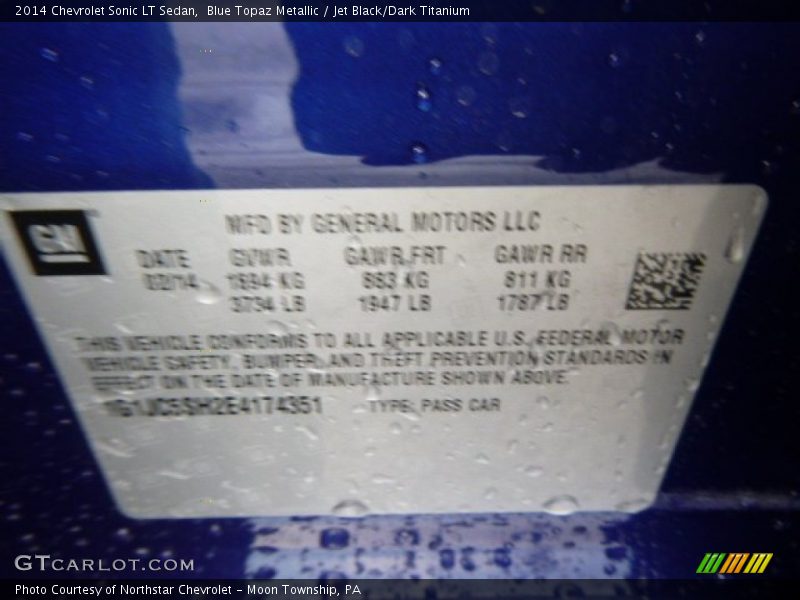 2014 Chevrolet Sonic LT Sedan, Blue Topaz Metallic / Jet Black/Dark Titanium
GM
MFD BY GENERAL MOTORS LLC
DATE GVWR GAWR FRT GAWR RR
02/14 1694 KG 883 KG 811 KG
3734 LB 1947 LB 1787 LB
THIS VEHICLE CONFORMS TO ALL APPLICABLE U.S. FEDERAL MOTOR
VEHICLE SAFETY, BUMPER, AND THEFT PREVENTION STANDARDS IN
EFFECT ON THE DATE OF MANUFACTURE SHOWN ABOVE.
1G1JC5SH2E4174351 TYPE: PASS CAR
GTCARLOT.COM
Photo Courtesy of Northstar Chevrolet - Moon Township, PA